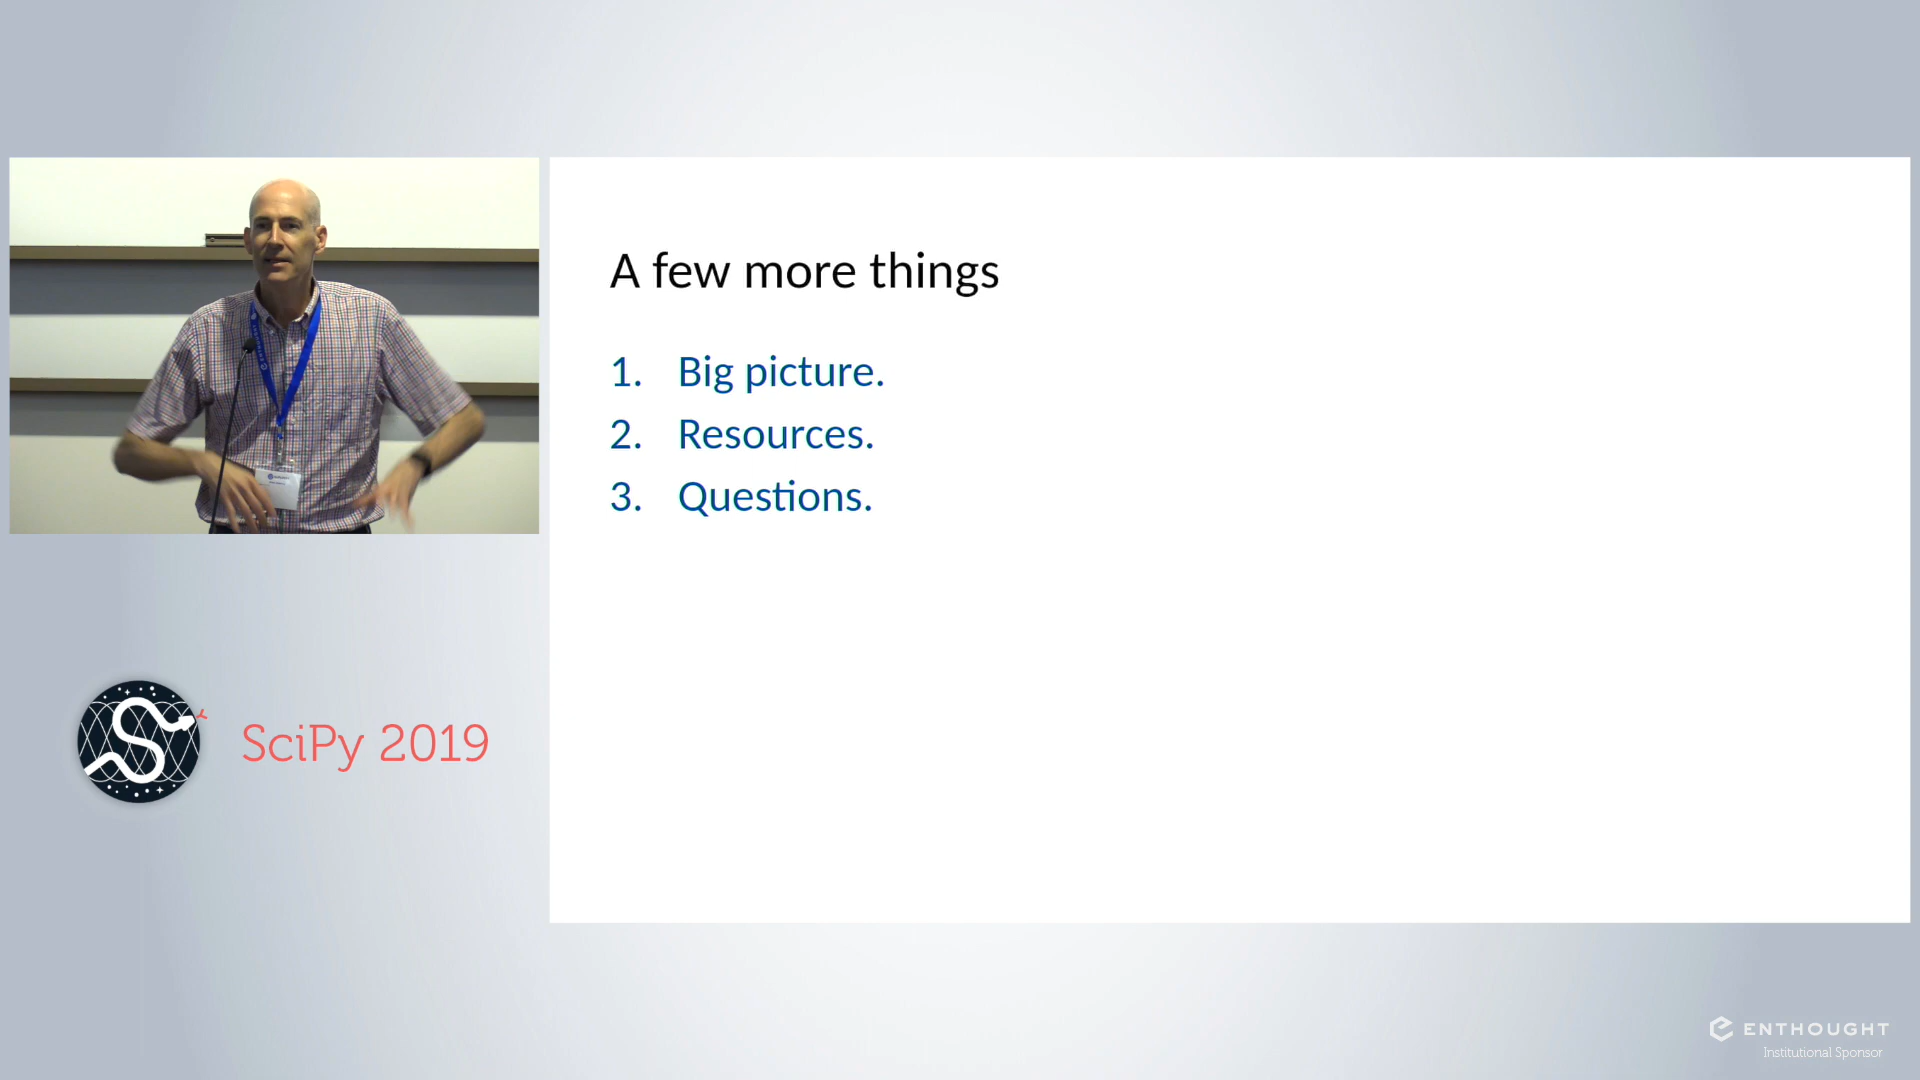 A few more things
1. Big picture.
2. Resources.
3. Questions.
SciPy 2019
ENTHOUGHT
Institutional Sponsor